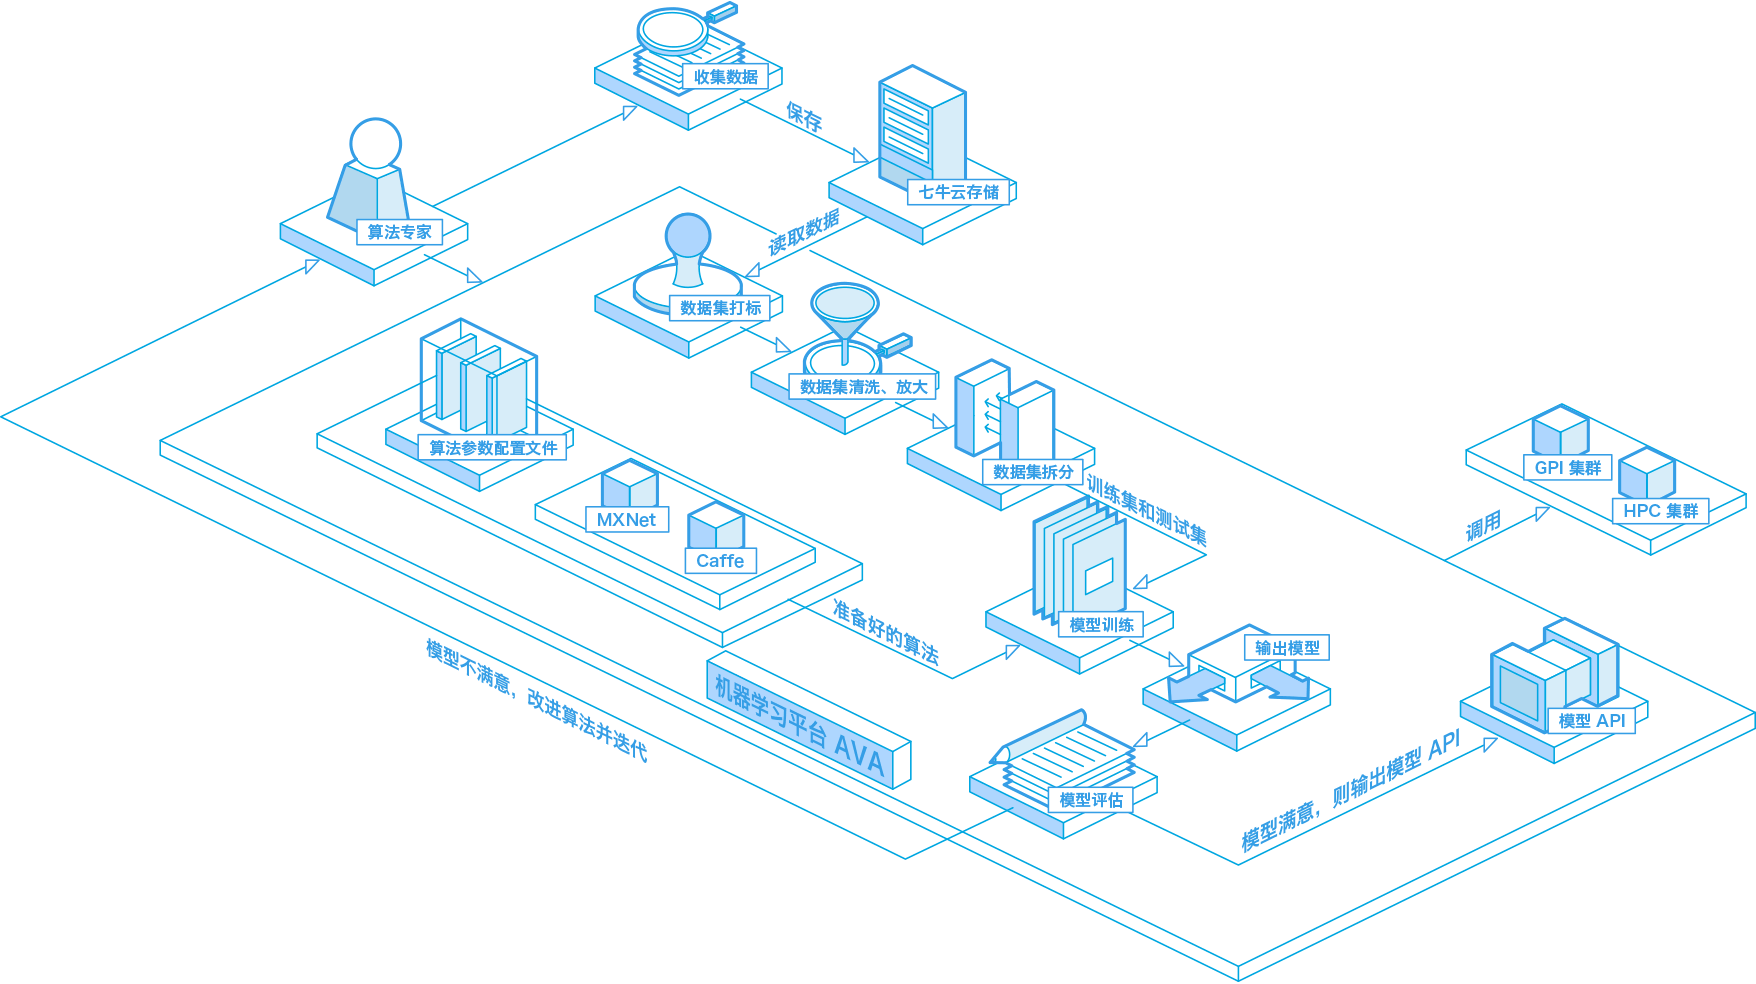 收集数据
保存
七牛云存储
算法专家
读取数据
数据集打标
数据集清洗、放大
算法参数配置文件
数据集拆分
GPI 集群
HPC 集群
训练集和测试集
调用
MXNet
Caffe
准备好的算法
模型训练
输出模型
模型不满意，改进算法并迭代
机器学习平台 AVA
模型 API
模型评估
模型满意，则输出模型 API